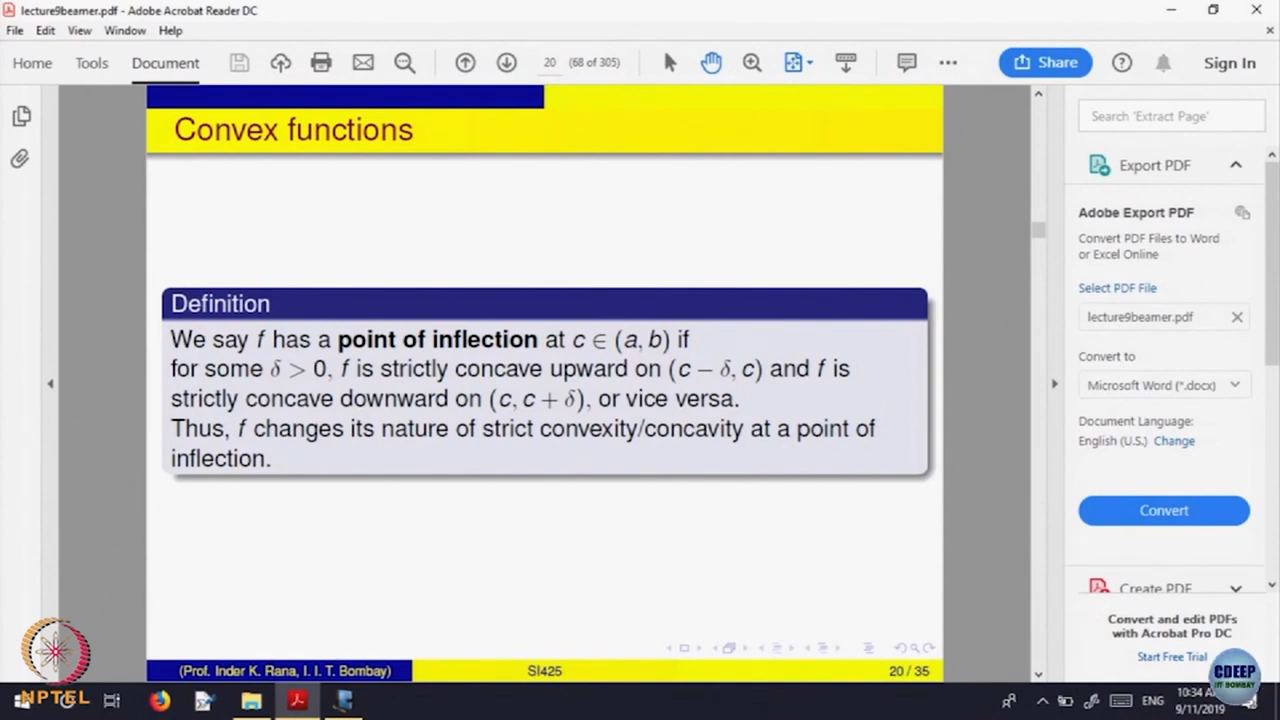 lecture9beamer.pdf - Adobe Acrobat Reader DC
File Edit View Window Help
Home Tools Document 20 (68 of 305) Share Sign In
Convex functions
Definition
We say f has a point of inflection at c ∈ (a, b) if
for some δ > 0, f is strictly concave upward on (c − δ, c) and f is
strictly concave downward on (c, c + δ), or vice versa.
Thus, f changes its nature of strict convexity/concavity at a point of
inflection.
(Prof. Inder K. Rana, I. I. T. Bombay) SI425 20 / 35
Search 'Extract Page'
Export PDF
Adobe Export PDF
Convert PDF Files to Word
or Excel Online
Select PDF File
lecture9beamer.pdf
Convert to
Microsoft Word (*.docx)
Document Language:
English (U.S.) Change
Convert
Create PDF
Convert and edit PDFs
with Acrobat Pro DC
Start Free Trial
NPTEL
CDEEP
IIT BOMBAY
ENG
10:34
9/11/2019